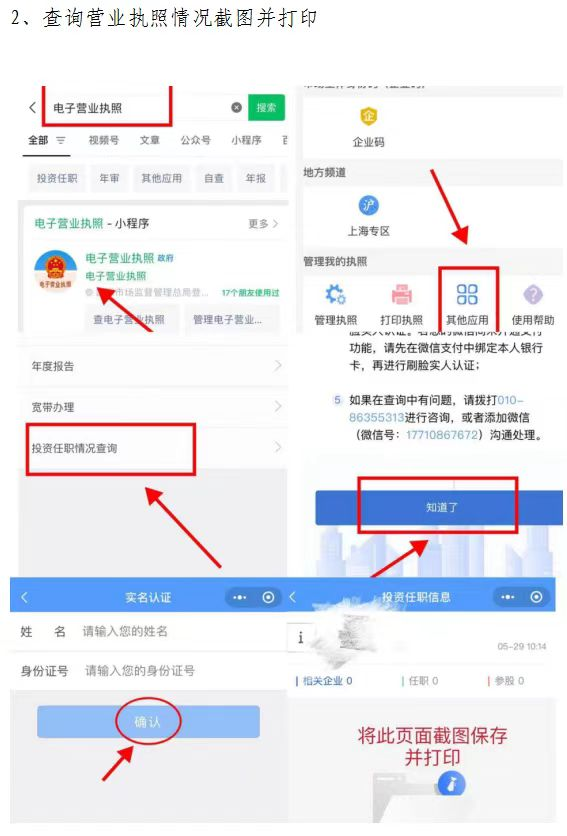 2、查询营业执照情况截图并打印
电子营业执照
搜索
全部 视频号 文章 公众号 小程序
投资任职 年审 其他应用 自查 年报
电子营业执照 - 小程序 更多
电子营业执照 政府
电子营业执照
市场监督管理总局登... 17个朋友使用过
查电子营业执照 管理电子营业...
企业码
地方频道
沪
上海专区
管理我的执照
管理执照 打印执照 其他应用 使用帮助
年度报告
宽带办理
投资任职情况查询
功能，请先在微信支付中绑定本人银行
卡，再进行刷脸实人认证；
5 如果在查询中有问题，请拨打010-
86355313进行咨询，或者添加微信
（微信号：17710867672）沟通处理。
知道了
实名认证
姓 名 请输入您的姓名
身份证号 请输入您的身份证号
确认
投资任职信息
i
05-29 10:14
相关企业 0 任职 0 参股 0
将此页面截图保存
并打印